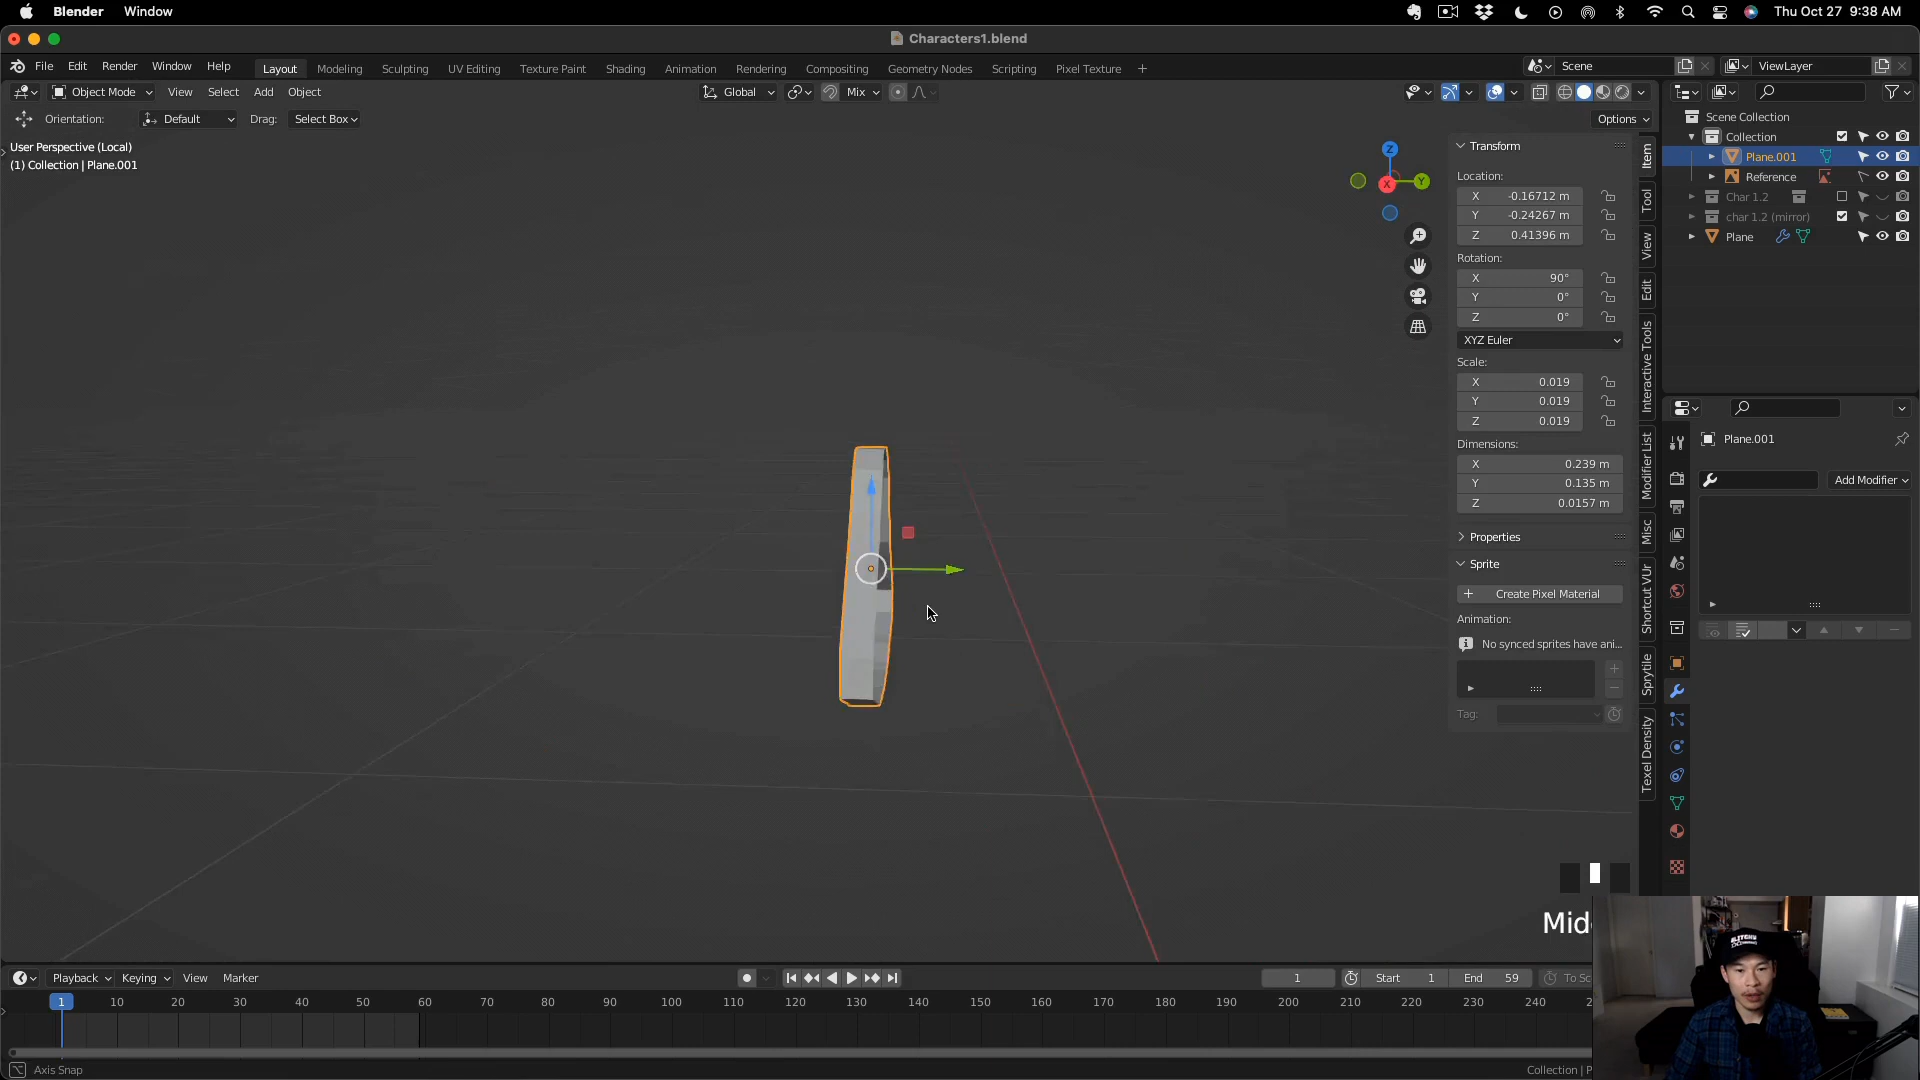 Blender Window Thu Oct 27 9:38 AM
Characters1.blend
File Edit Render Window Help Layout Modeling Sculpting UV Editing Texture Paint Shading Animation Rendering Compositing Geometry Nodes Scripting Pixel Texture + Scene ViewLayer
Object Mode View Select Add Object Global Mix
Orientation: Default Drag: Select Box Options
User Perspective (Local)
(1) Collection | Plane.001
Z
Y
X
Transform
Location:
X -0.16712 m
Y -0.24267 m
Z 0.41396 m
Rotation:
X 90°
Y 0°
Z 0°
XYZ Euler
Scale:
X 0.019
Y 0.019
Z 0.019
Dimensions:
X 0.239 m
Y 0.135 m
Z 0.0157 m
Properties
Sprite
+ Create Pixel Material
Animation:
No synced sprites have ani...
Tag:
Item
Tool
View
Edit
Interactive Tools
Modifier List
Misc
Shortcut VUr
Sprytile
Texel Density
Scene Collection
Collection
Plane.001
Reference
Char 1.2
char 1.2 (mirror)
Plane
Plane.001
Add Modifier
Mid
Playback Keying View Marker 1 Start 1 End 59 To Sc
1 10 20 30 40 50 60 70 80 90 100 110 120 130 140 150 160 170 180 190 200 210 220 230 240 2
Axis Snap Collection | P